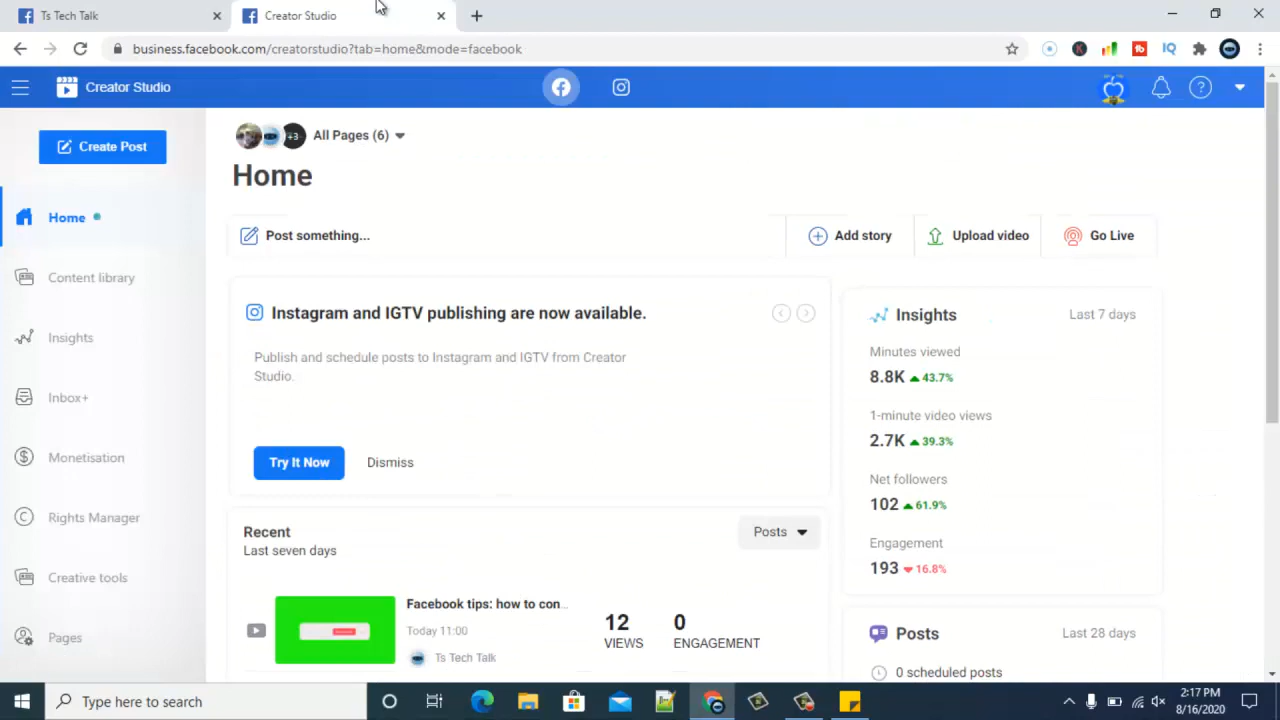 Ts Tech Talk
Creator Studio
business.facebook.com/creatorstudio?tab=home&mode=facebook
Creator Studio
Create Post
+3
All Pages (6)
Home
Home
Post something...
Add story
Upload video
Go Live
Content library
Insights
Inbox+
Monetisation
Rights Manager
Creative tools
Pages
Instagram and IGTV publishing are now available.
Publish and schedule posts to Instagram and IGTV from Creator
Studio.
Try It Now
Dismiss
Insights
Last 7 days
Minutes viewed
8.8K 43.7%
1-minute video views
2.7K 39.3%
Net followers
102 61.9%
Engagement
193 16.8%
Recent
Last seven days
Posts
Facebook tips: how to con...
Today 11:00
Ts Tech Talk
12
VIEWS
0
ENGAGEMENT
Posts
Last 28 days
0 scheduled posts
Type here to search
2:17 PM
8/16/2020